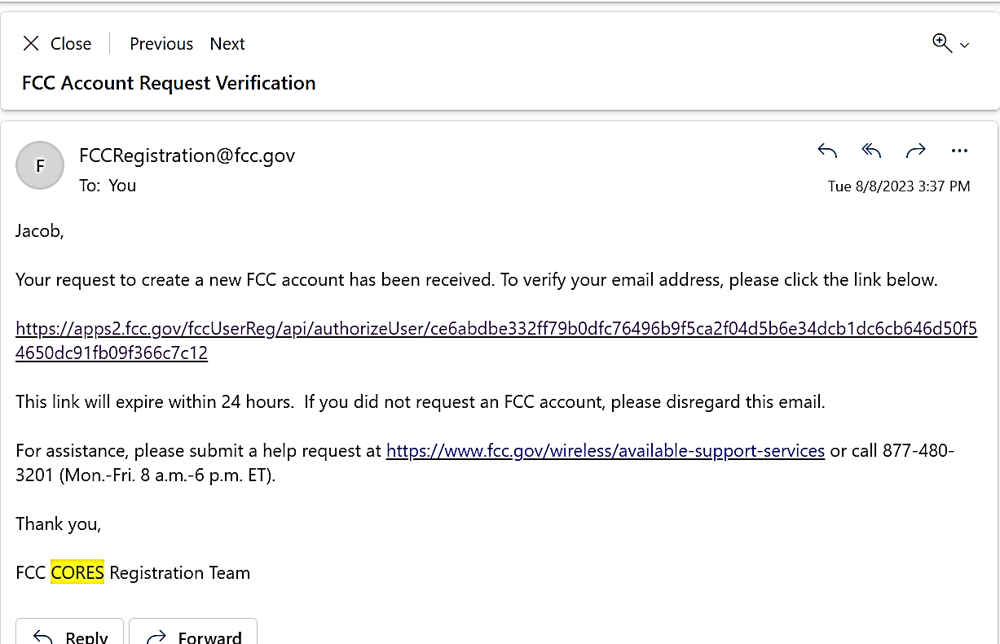 Close Previous Next
FCC Account Request Verification
F
FCCRegistration@fcc.gov
To: You
Tue 8/8/2023 3:37 PM
Jacob,
Your request to create a new FCC account has been received. To verify your email address, please click the link below.
https://apps2.fcc.gov/fccUserReg/api/authorizeUser/ce6abdbe332ff79b0dfc76496b9f5ca2f04d5b6e34dcb1dc6cb646d50f5
4650dc91fb09f366c7c12
This link will expire within 24 hours.  If you did not request an FCC account, please disregard this email.
For assistance, please submit a help request at https://www.fcc.gov/wireless/available-support-services or call 877-480-
3201 (Mon.-Fri. 8 a.m.-6 p.m. ET).
Thank you,
FCC CORES Registration Team
Reply Forward